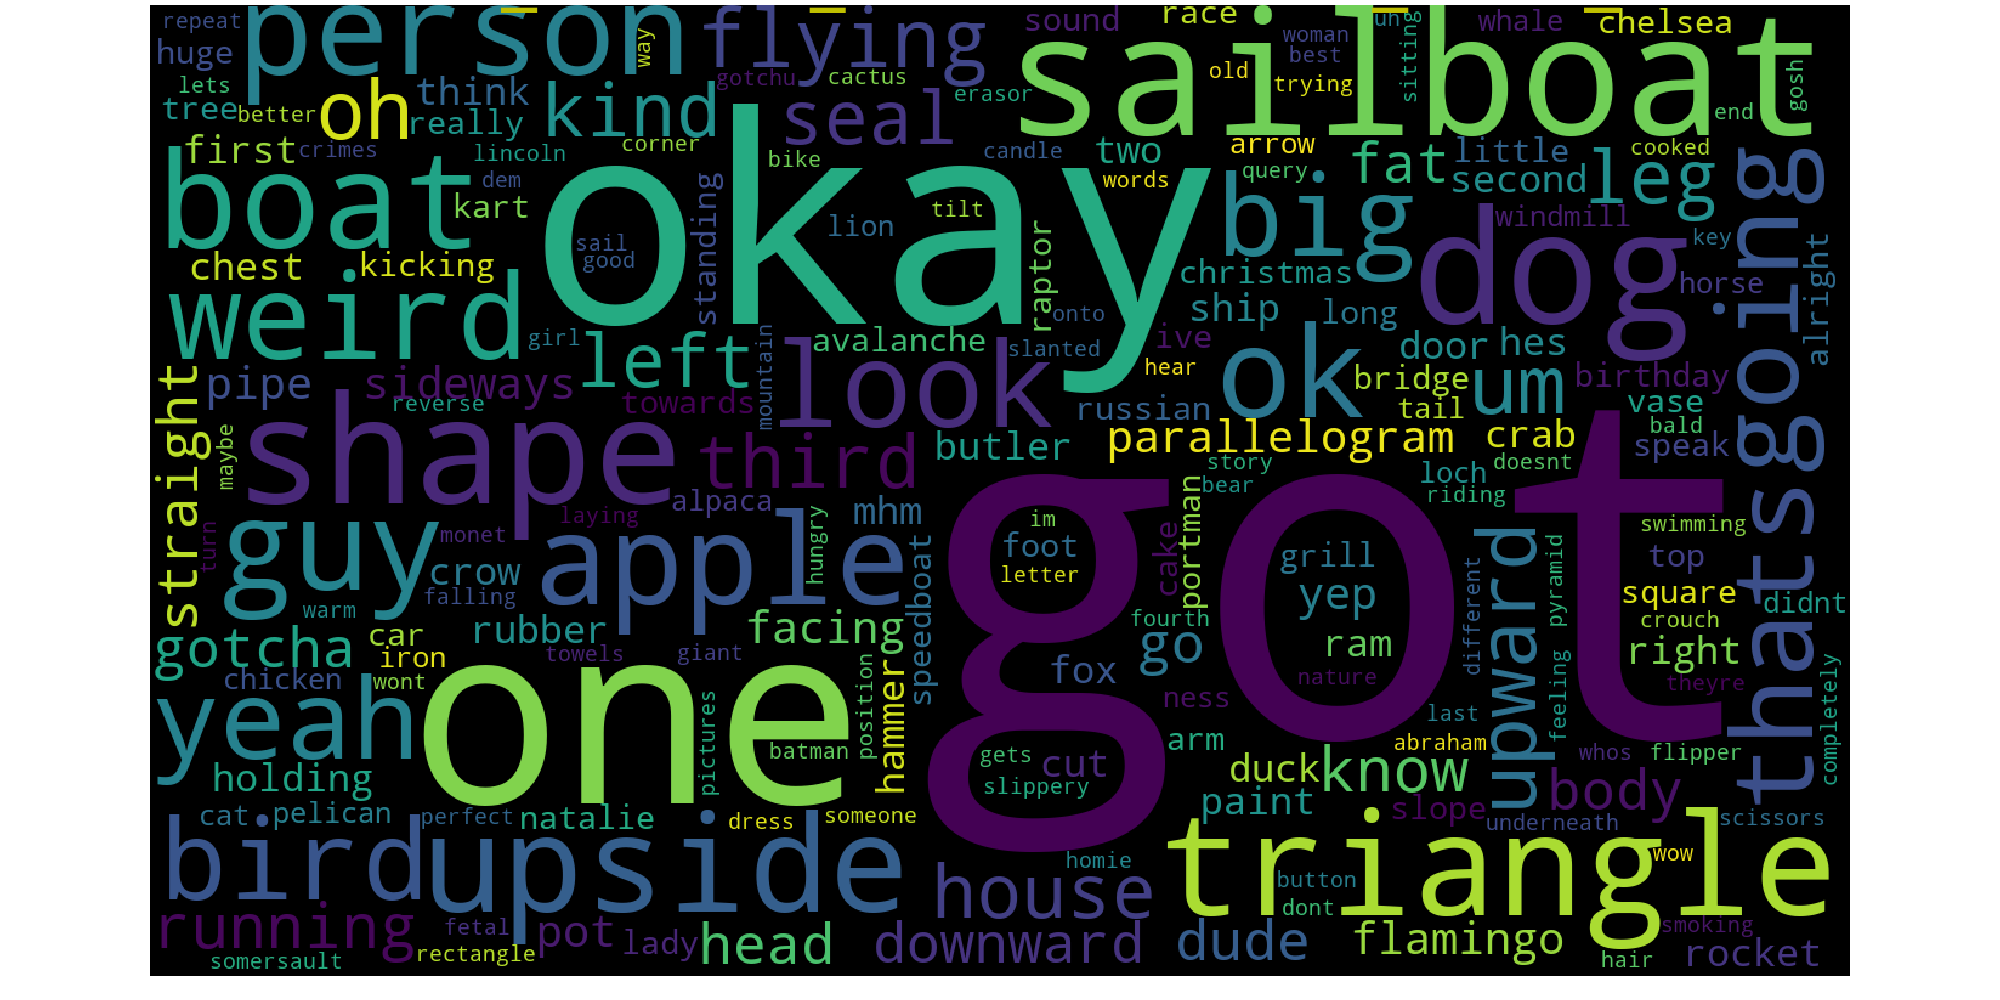 repeat
person
flying
sound
race
sailboat
un
whale
chelsea
huge
way
woman
best
sitting
lets
gotchu
cactus
old
trying
gosh
tree
better
oh
think
really
kind
seal
erasor
end
first
crimes
lincoln
corner
bike
candle
two
arrow
fat
little
cooked
boat
dem
kart
okay
standing
lion
tilt
words
query
big
second
leg
going
windmill
key
sail
good
dog
chest
kicking
raptor
christmas
horse
alright
weird
girl
left
mountain
look
avalanche
onto
slanted
ship
long
ive
hear
ok
door
hes
pipe
sideways
bridge
birthday
straight
reverse
towards
russian
tail
um
vase
maybe
shape
third
butler
parallelogram
crab
bald
speak
story
bear
loch
doesnt
riding
alpaca
mhm
portman
got
guy
turn
monet
laying
apple
hungry
im
foot
letter
cake
grill
yep
upward
pyramid
swimming
top
thats
crow
falling
warm
speedboat
square
didnt
gotcha
car
iron
rubber
facing
fourth
go
ram
different
crouch
right
chicken
wont
towels
giant
hammer
fox
nature
feeling
theyre
completely
yeah
one
pictures
batman
position
ness
last
arm
abraham
whos
flipper
holding
gets
slippery
cut
duck
know
body
cat
pelican
perfect
natalie
dress
someone
paint
slope
underneath
scissors
bird
upside
homie
triangle
wow
house
button
dont
running
fetal
rectangle
pot
lady
head
downward
dude
flamingo
smoking
rocket
somersault
hair